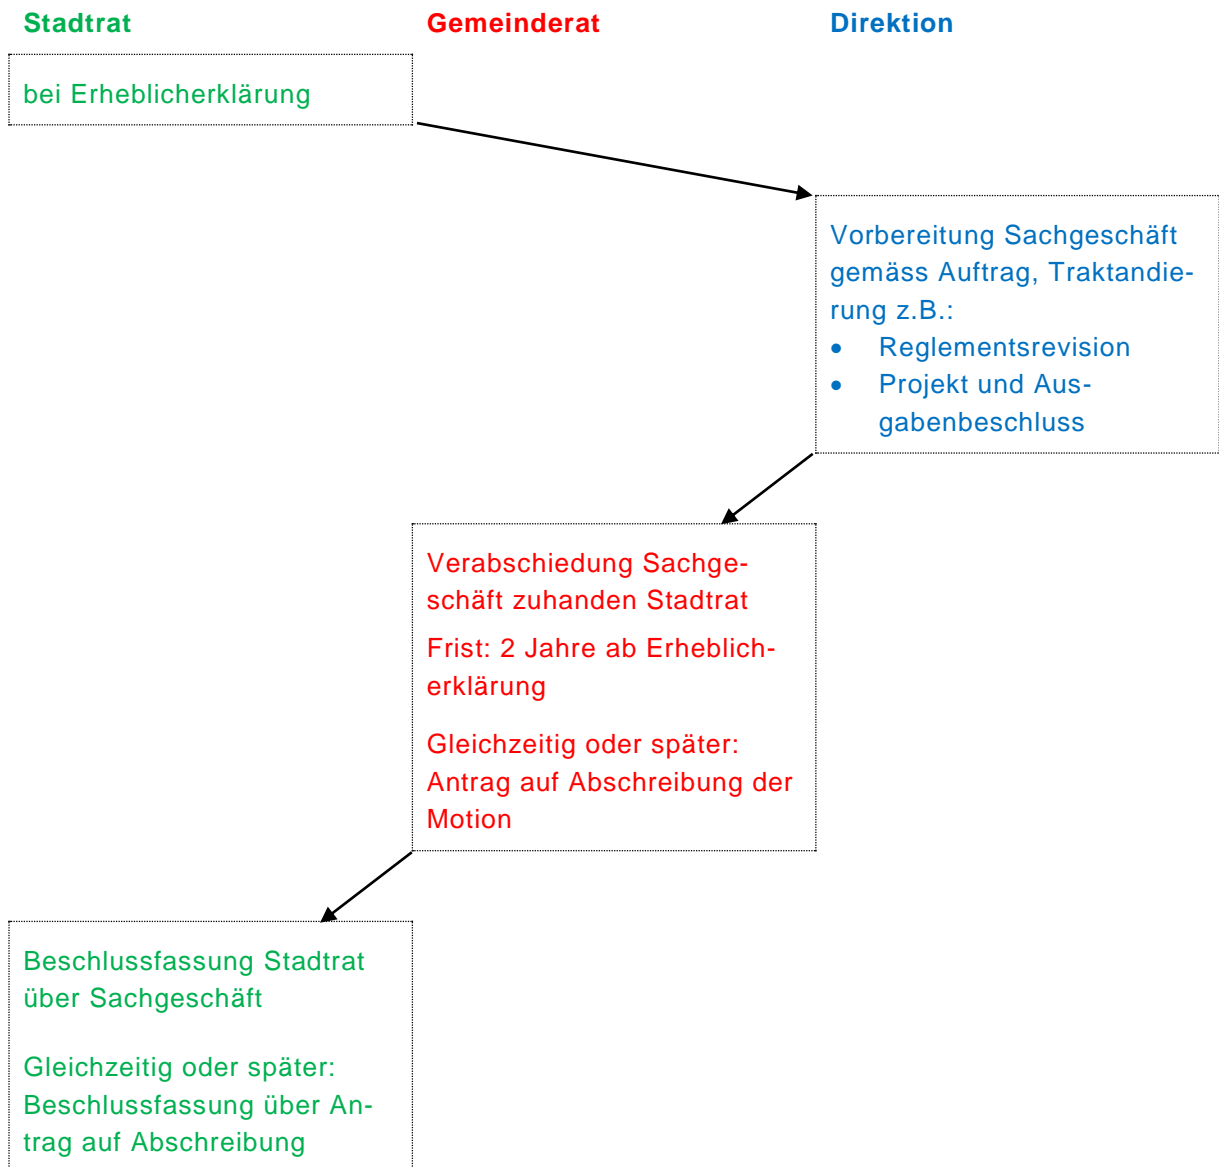 Stadtrat
Gemeinderat
Direktion
bei Erheblicherklärung
Vorbereitung Sachgeschäft
gemäss Auftrag, Traktandie-
rung z.B.:
• Reglementsrevision
• Projekt und Aus-
gabenbeschluss
Verabschiedung Sachge-
schäft zuhanden Stadtrat
Frist: 2 Jahre ab Erheblich-
erklärung
Gleichzeitig oder später:
Antrag auf Abschreibung der
Motion
Beschlussfassung Stadtrat
über Sachgeschäft
Gleichzeitig oder später:
Beschlussfassung über An-
trag auf Abschreibung